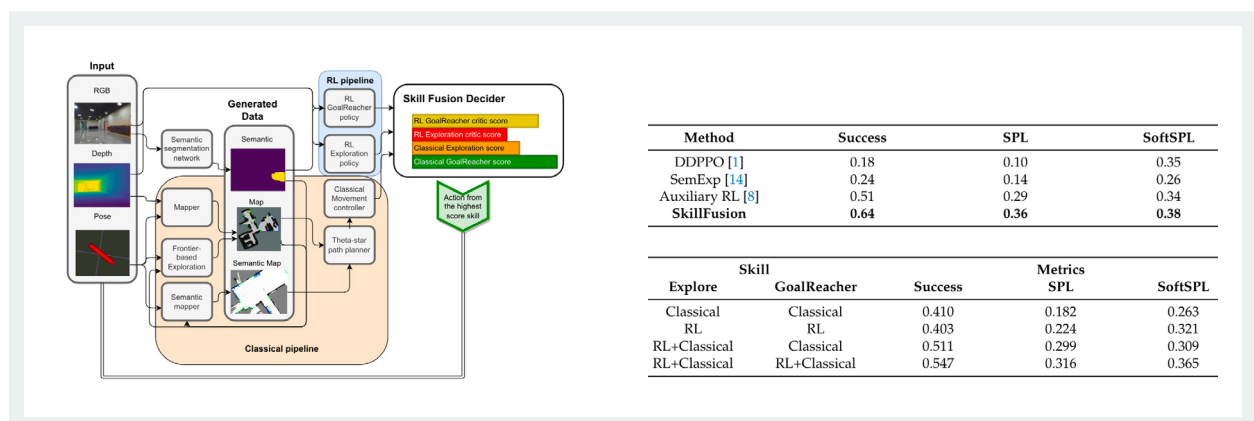 Input
RGB
Depth
Pose
Semantic
segmentation
network
Mapper
Frontier-
based
Exploration
Semantic
mapper
Generated
Data
Semantic
Map
Semantic Map
RL pipeline
RL
GoalReacher
policy
RL
Exploration
policy
Classical
Movement
controller
Theta-star
path planner
Classical pipeline
Skill Fusion Decider
RL GoalReacher critic score
RL Exploration critic score
Classical Exploration score
Classical GoalReacher score
Action from
the highest
score skill
Method Success SPL SoftSPL
DDPPO [1] 0.18 0.10 0.35
SemExp [14] 0.24 0.14 0.26
Auxiliary RL [8] 0.51 0.29 0.34
SkillFusion 0.64 0.36 0.38
Skill Metrics
Explore GoalReacher Success SPL SoftSPL
Classical Classical 0.410 0.182 0.263
RL RL 0.403 0.224 0.321
RL+Classical Classical 0.511 0.299 0.309
RL+Classical RL+Classical 0.547 0.316 0.365